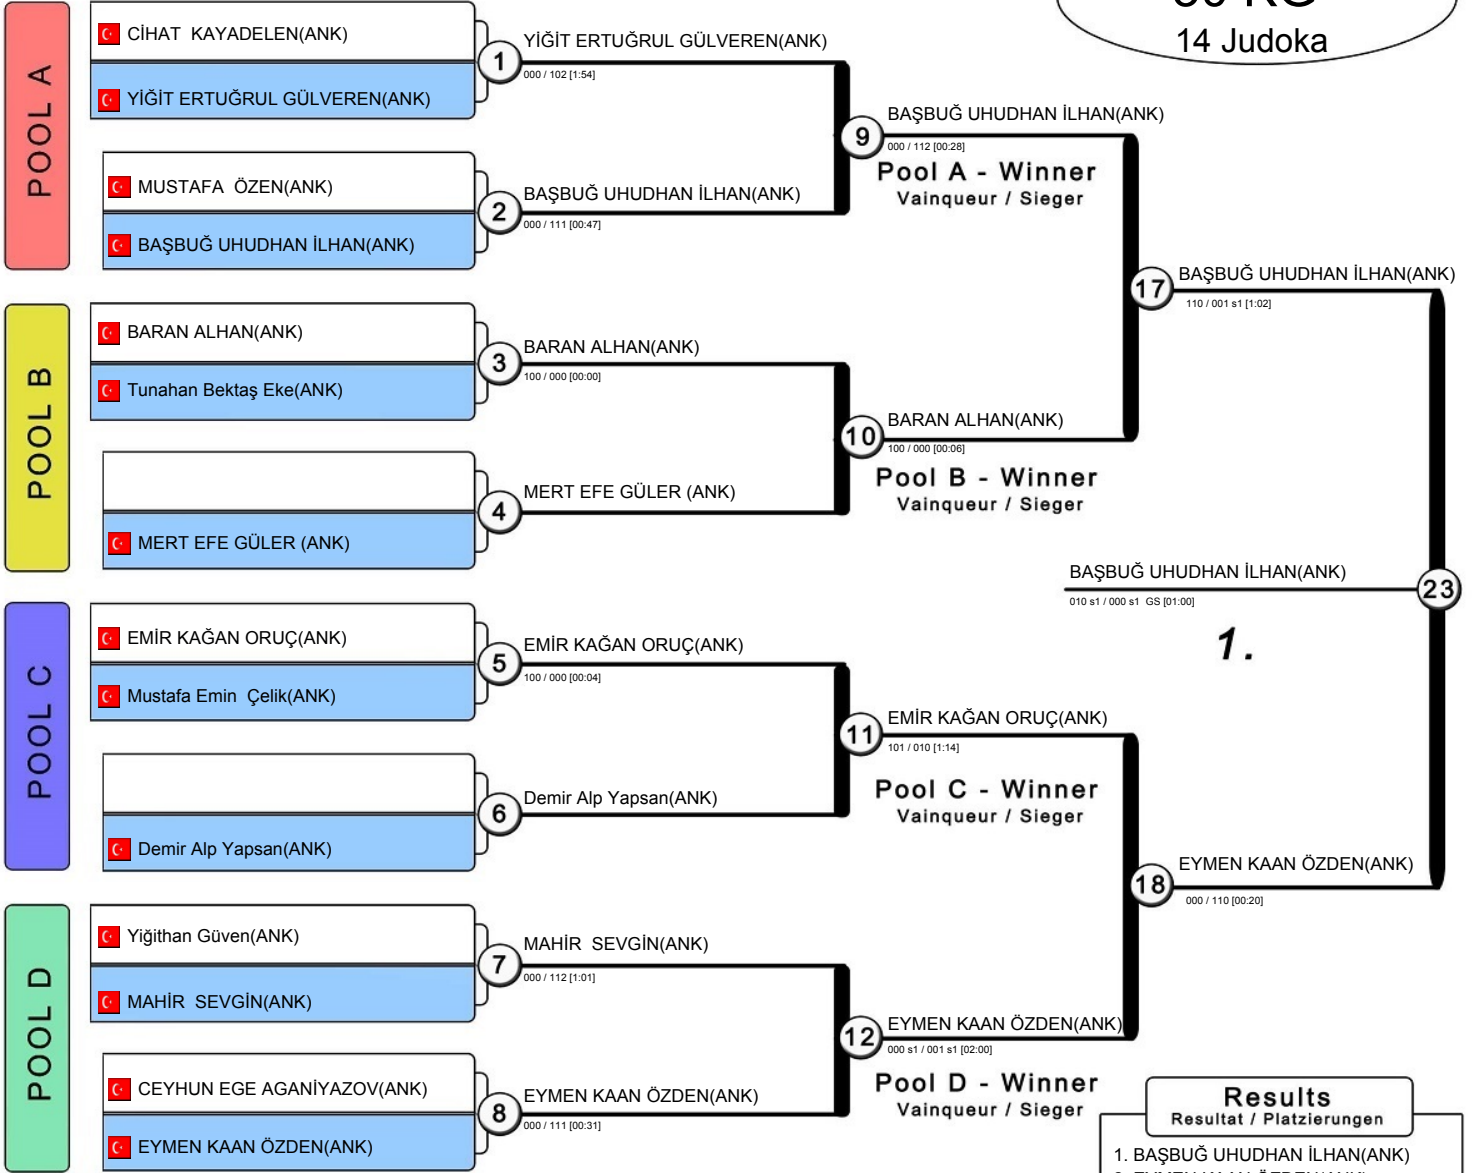 14 Judoka
POOL A
CİHAT  KAYADELEN(ANK)
YİĞİT ERTUĞRUL GÜLVEREN(ANK)
1
YİĞİT ERTUĞRUL GÜLVEREN(ANK)
000 / 102 [1:54]
MUSTAFA  ÖZEN(ANK)
BAŞBUĞ UHUDHAN İLHAN(ANK)
2
BAŞBUĞ UHUDHAN İLHAN(ANK)
000 / 111 [00:47]
9
BAŞBUĞ UHUDHAN İLHAN(ANK)
000 / 112 [00:28]
Pool A - Winner
Vainqueur / Sieger
POOL B
BARAN ALHAN(ANK)
Tunahan Bektaş Eke(ANK)
3
BARAN ALHAN(ANK)
100 / 000 [00:00]
MERT EFE GÜLER (ANK)
4
MERT EFE GÜLER (ANK)
10
BARAN ALHAN(ANK)
100 / 000 [00:06]
Pool B - Winner
Vainqueur / Sieger
17
BAŞBUĞ UHUDHAN İLHAN(ANK)
110 / 001 s1 [1:02]
POOL C
EMİR KAĞAN ORUÇ(ANK)
Mustafa Emin  Çelik(ANK)
5
EMİR KAĞAN ORUÇ(ANK)
100 / 000 [00:04]
Demir Alp Yapsan(ANK)
6
Demir Alp Yapsan(ANK)
11
EMİR KAĞAN ORUÇ(ANK)
101 / 010 [1:14]
Pool C - Winner
Vainqueur / Sieger
POOL D
Yiğithan Güven(ANK)
MAHİR  SEVGİN(ANK)
7
MAHİR  SEVGİN(ANK)
000 / 112 [1:01]
CEYHUN EGE AGANİYAZOV(ANK)
EYMEN KAAN ÖZDEN(ANK)
8
EYMEN KAAN ÖZDEN(ANK)
000 / 111 [00:31]
12
EYMEN KAAN ÖZDEN(ANK)
000 s1 / 001 s1 [02:00]
Pool D - Winner
Vainqueur / Sieger
18
EYMEN KAAN ÖZDEN(ANK)
000 / 110 [00:20]
23
BAŞBUĞ UHUDHAN İLHAN(ANK)
010 s1 / 000 s1  GS [01:00]
1.
Results
Resultat / Platzierungen
1. BAŞBUĞ UHUDHAN İLHAN(ANK)